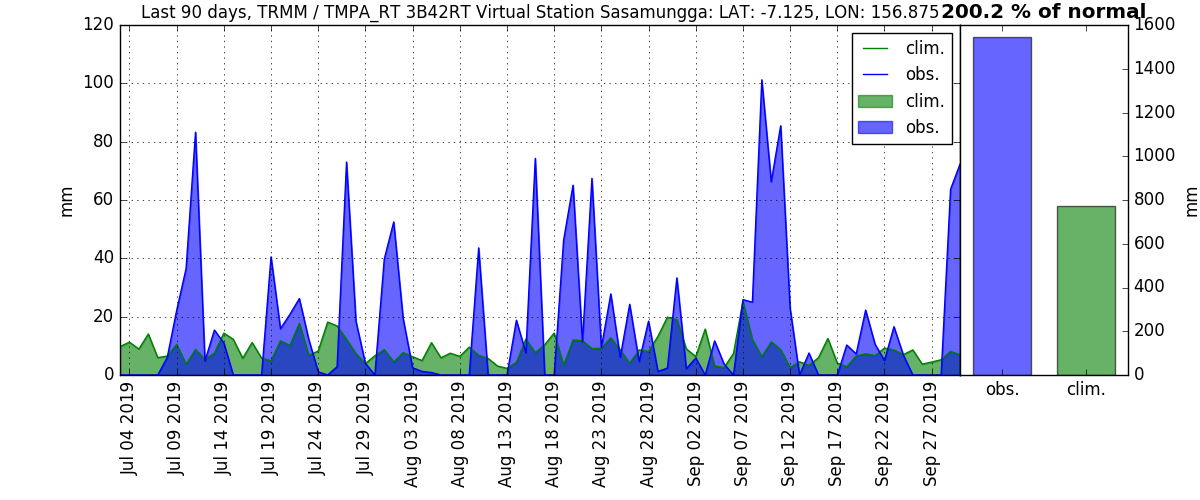 Last 90 days, TRMM / TMPA_RT 3B42RT Virtual Station Sasamungga: LAT: -7.125, LON: 156.875
200.2 % of normal
120
100
80
60
40
20
0
mm
clim.
obs.
clim.
obs.
Jul 04 2019
Jul 09 2019
Jul 14 2019
Jul 19 2019
Jul 24 2019
Jul 29 2019
Aug 03 2019
Aug 08 2019
Aug 13 2019
Aug 18 2019
Aug 23 2019
Aug 28 2019
Sep 02 2019
Sep 07 2019
Sep 12 2019
Sep 17 2019
Sep 22 2019
Sep 27 2019
1600
1400
1200
1000
800
600
400
200
0
mm
obs.
clim.